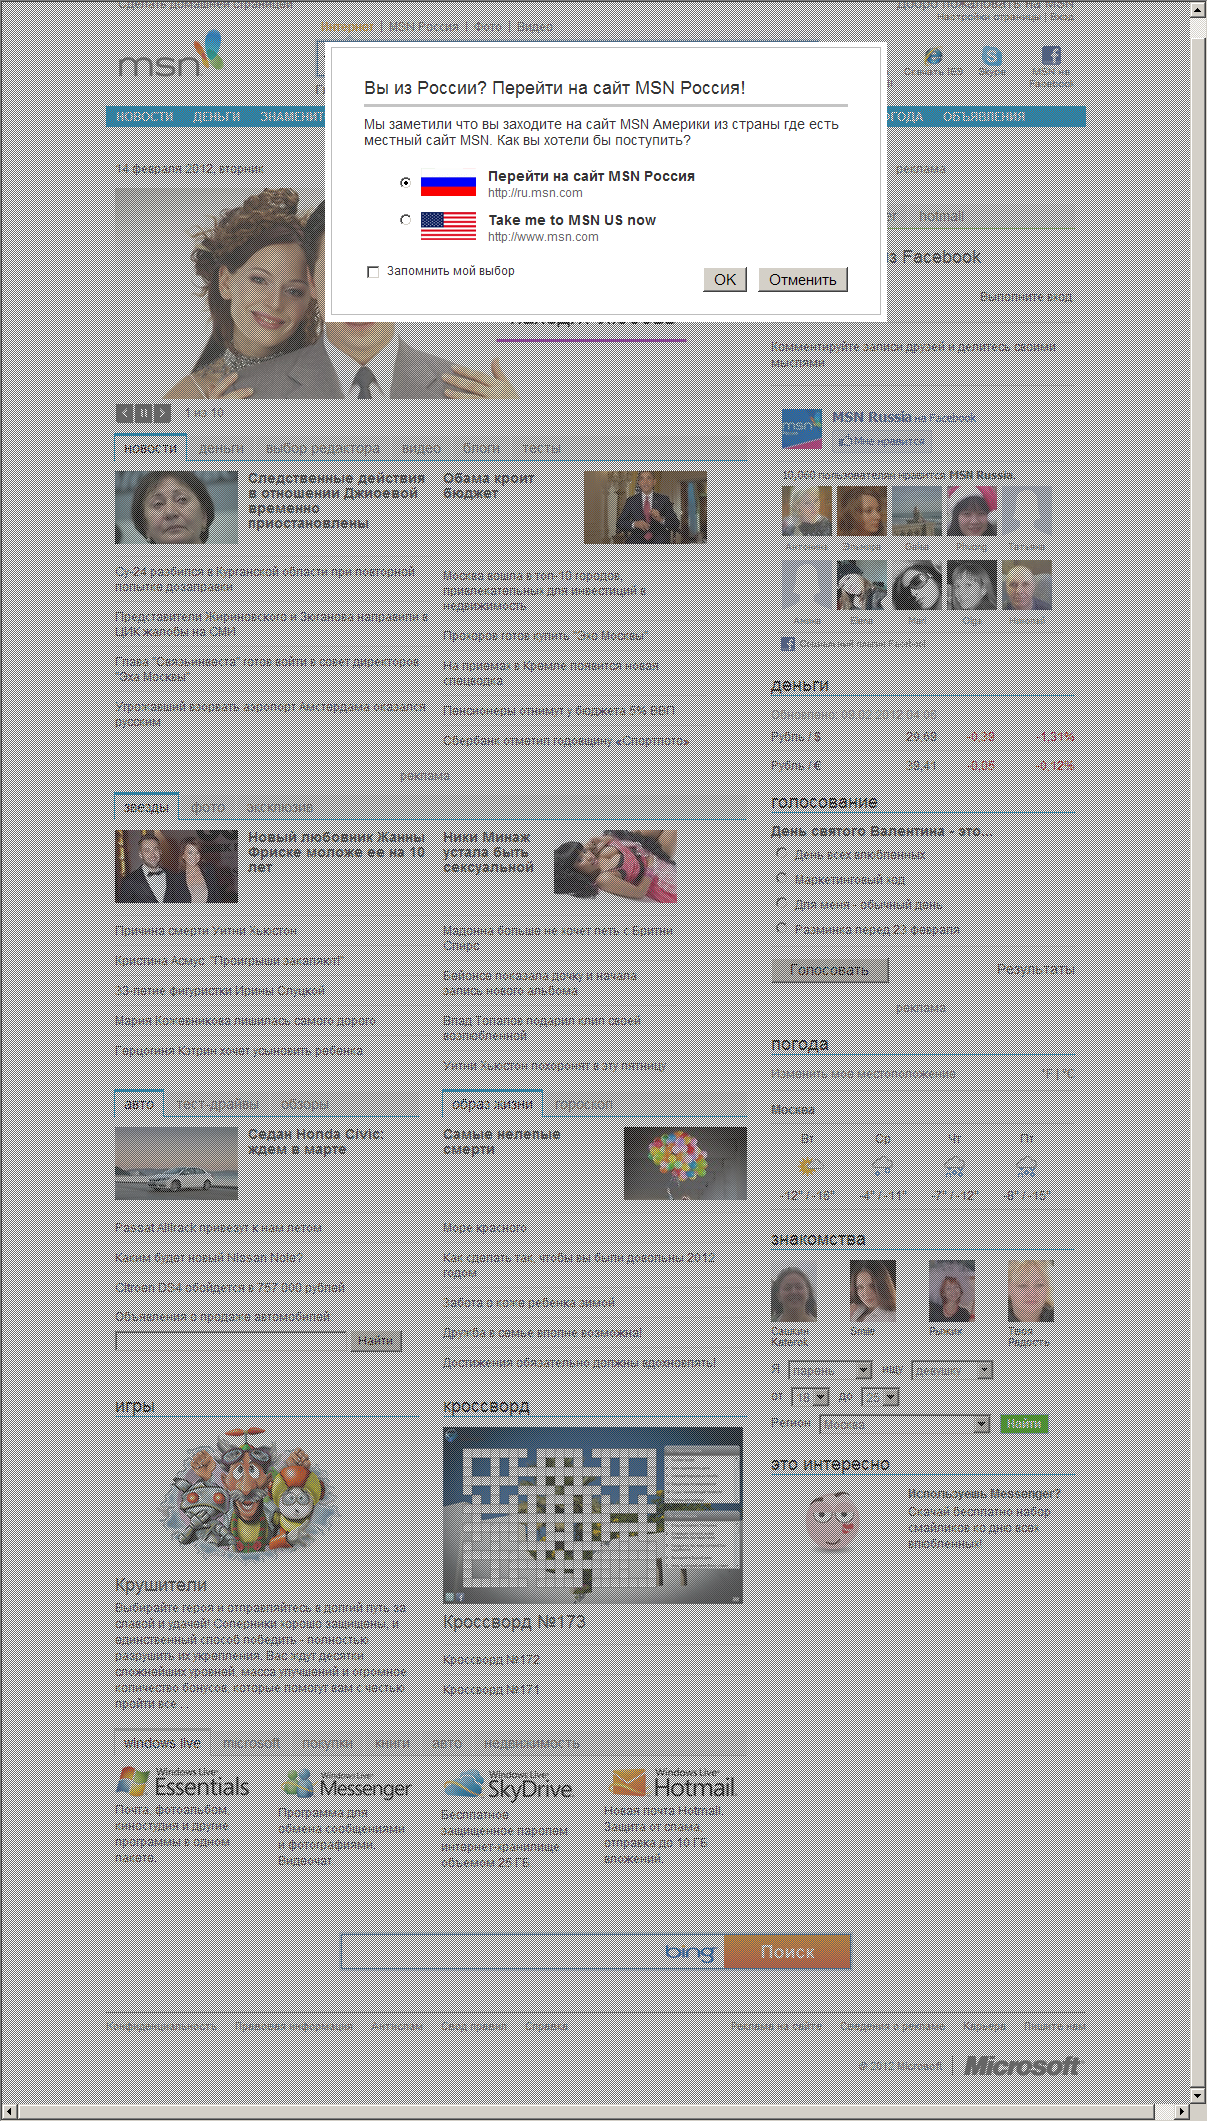 Сделать домашней страницей
Добро пожаловать на MSN
Интернет | MSN Россия | Фото | Видео
Настройки страницы | Вход
msn
Skype
Facebook
НОВОСТИ ДЕНЬГИ
ОБЪЯВЛЕНИЯ
Вы из России? Перейти на сайт MSN Россия!
Мы заметили что вы заходите на сайт MSN Америки из страны где есть
местный сайт MSN. Как вы хотели бы поступить?
Перейти на сайт MSN Россия
http://ru.msn.com
Take me to MSN US now
http://www.msn.com
Запомнить мой выбор
OK Отменить
14 февраля 2012, вторник
реклама
hotmail
Facebook
Выполните вход
Комментируйте записи друзей и делитесь своими
мыслями
1 из 10
MSN Russia на Facebook
Мне нравится
10,060 пользователям нравится MSN Russia.
новости деньги выбор редактора видео блоги тесты
Следственные действия
в отношении Джиоевой
временно
приостановлены
Обама кроит
бюджет
Су-24 разбился в Курганской области при повторной
попытке дозаправки
Представители Жириновского и Зюганова направили в
ЦИК жалобы на СМИ
Глава "Связьинвеста" готов войти в совет директоров
"Эха Москвы"
Угрожавший взорвать аэропорт Амстердама оказался
русским
Москва вошла в топ-10 городов,
привлекательных для инвестиций в
недвижимость
Прохоров готов купить "Эхо Москвы"
На приемах в Кремле появится новая
спецводка
Пенсионеры отнимут у бюджета 5% ВВП
Сбербанк отметил годовщину «Спортлото»
деньги
Рубль / $ 29,69 -0,39 -1,31%
Рубль / € 39,41 -0,05 -0,12%
реклама
звезды фото эксклюзив
Новый любовник Жанны
Фриске моложе ее на 10
лет
Ники Минаж
устала быть
сексуальной
Причина смерти Уитни Хьюстон
Кристина Асмус: "Проигрыши закаляют!"
33-летие фигуристки Ирины Слуцкой
Мария Кожевникова лишилась самого дорого
Герцогиня Кэтрин хочет усыновить ребенка
Мадонна больше не хочет петь с Бритни
Спирс
Бейонсе показала дочку и начала
запись нового альбома
Влад Топалов подарил клип своей
возлюбленной
Уитни Хьюстон похоронят в эту пятницу
голосование
День святого Валентина - это...
День всех влюбленных
Маркетинговый ход
Для меня - обычный день
Разминка перед 23 февраля
Голосовать Результаты
реклама
погода
Изменить мое местоположение °F | °C
Москва
Вт Ср Чт Пт
-12° / -16° -4° / -11° -7° / -12° -8° / -15°
авто тест-драйвы обзоры
Седан Honda Civic:
ждем в марте
Passat Alltrack привезут к нам летом
Каким будет новый Nissan Note?
Citroen DS4 обойдется в 757 000 рублей
Объявления о продаже автомобилей
Найти
образ жизни гороскоп
Самые нелепые
смерти
Море красного
Как сделать так, чтобы вы были довольны 2012
годом
Забота о коже ребенка зимой
Дружба в семье вполне возможна!
Достижения обязательно должны вдохновлять!
знакомства
Сашкин
Katerok
Smile
Рыжик
Твоя
Радость
Я парень ищу девушку
от 18 до 25
Регион Москва Найти
игры
Крушители
Выбирайте героя и отправляйтесь в долгий путь за
славой и удачей! Соперники хорошо защищены, и
единственный способ победить - полностью
разрушить их укрепления. Вас ждут десятки
сложнейших уровней, масса улучшений и огромное
количество бонусов, которые помогут вам с честью
пройти все
кроссворд
Кроссворд №173
Кроссворд №172
Кроссворд №171
это интересно
Используешь Messenger?
Скачай бесплатно набор
смайликов ко дню всех
влюбленных!
windows live microsoft покупки книги авто недвижимость
Windows Live
Essentials
Почта, фотоальбом,
киностудия и другие
программы в одном
пакете
Windows Live
Messenger
Программа для
обмена сообщениями
и фотографиями.
Видеочат
Windows Live
SkyDrive
Бесплатное
защищенное паролем
интернет-хранилище
объемом 25 ГБ
Windows Live
Hotmail
Новая почта Hotmail.
Защита от спама,
отправка до 10 ГБ
вложений
bing Поиск
Конфиденциальность Правовая информация Антиспам Свод правил Справка
Реклама на сайте Сведения о рекламе Карьера Пишите нам
© 2012 Microsoft | Microsoft